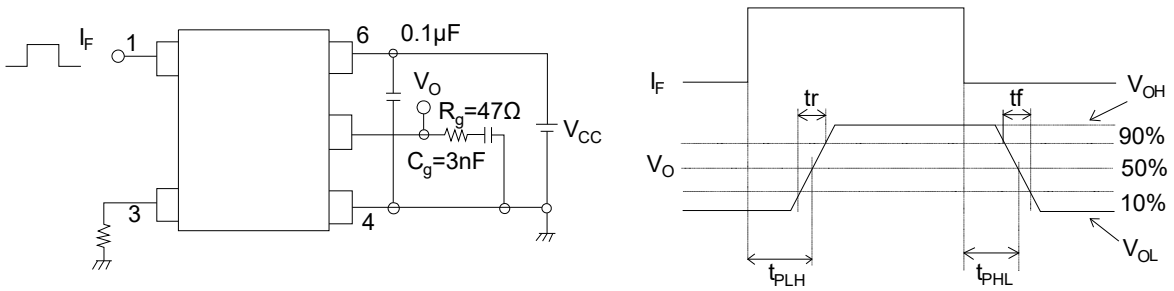 I_F
1
6
0.1µF
V_O
R_g=47Ω
C_g=3nF
V_CC
3
4
I_F
V_O
tr
tf
V_OH
90%
50%
10%
V_OL
t_PLH
t_PHL